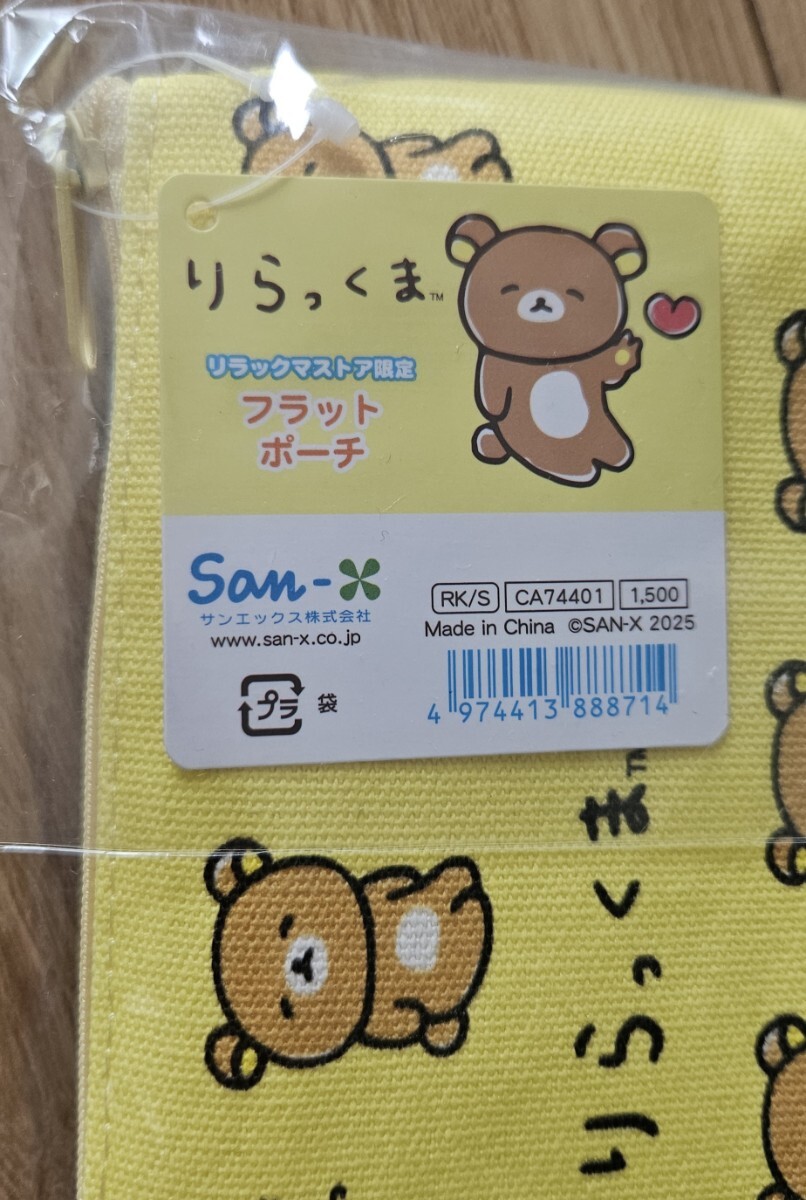 りらっくま™
リラックマストア限定
フラット
ポーチ
San-X
サンエックス株式会社
www.san-x.co.jp
RK/S CA74401 1,500
Made in China ©SAN-X 2025
プラ 袋
4 974413 888714
りらっくま™